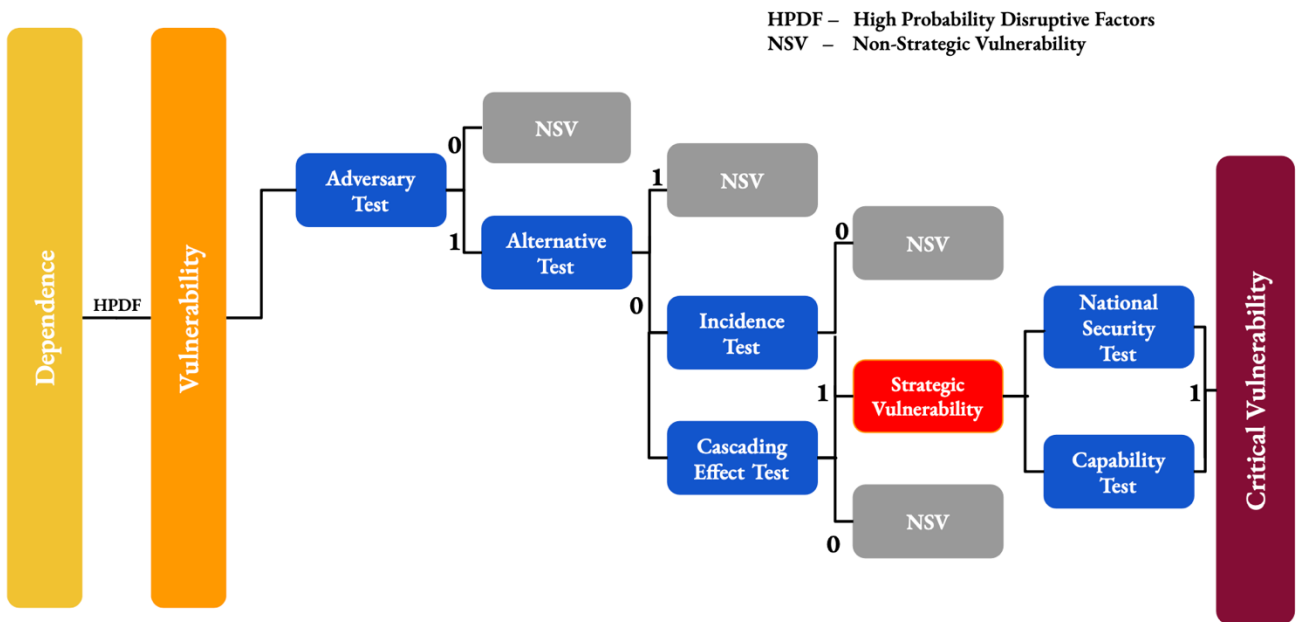 HPDF – High Probability Disruptive Factors
NSV – Non-Strategic Vulnerability
Dependence
HPDF
Vulnerability
Adversary
Test
0
1
NSV
Alternative
Test
1
0
NSV
Incidence
Test
Cascading
Effect Test
0
1
0
NSV
Strategic
Vulnerability
NSV
National
Security
Test
Capability
Test
1
Critical Vulnerability